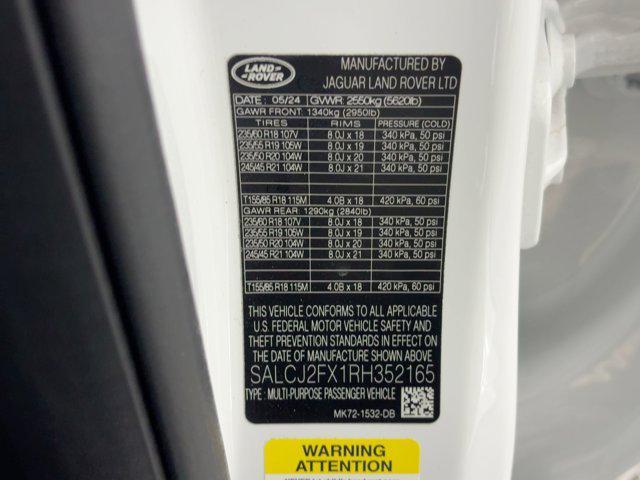 LAND
ROVER
MANUFACTURED BY
JAGUAR LAND ROVER LTD
DATE: 05/24 GVWR: 2550kg (5620lb)
GAWR FRONT: 1340kg (2950lb)
TIRES RIMS PRESSURE (COLD)
235/60 R18 107V 8.0J x 18 340 kPa, 50 psi
235/55 R19 105W 8.0J x 19 340 kPa, 50 psi
235/50 R20 104W 8.0J x 20 340 kPa, 50 psi
245/45 R21 104W 8.0J x 21 340 kPa, 50 psi
T155/85 R18 115M 4.0B x 18 420 kPa, 60 psi
GAWR REAR: 1290kg (2840lb)
235/60 R18 107V 8.0J x 18 340 kPa, 50 psi
235/55 R19 105W 8.0J x 19 340 kPa, 50 psi
235/50 R20 104W 8.0J x 20 340 kPa, 50 psi
245/45 R21 104W 8.0J x 21 340 kPa, 50 psi
T155/85 R18 115M 4.0B x 18 420 kPa, 60 psi
THIS VEHICLE CONFORMS TO ALL APPLICABLE
U.S. FEDERAL MOTOR VEHICLE SAFETY AND
THEFT PREVENTION STANDARDS IN EFFECT ON
THE DATE OF MANUFACTURE SHOWN ABOVE.
SALCJ2FX1RH352165
TYPE : MULTI-PURPOSE PASSENGER VEHICLE
MK72-1532-DB
WARNING
ATTENTION